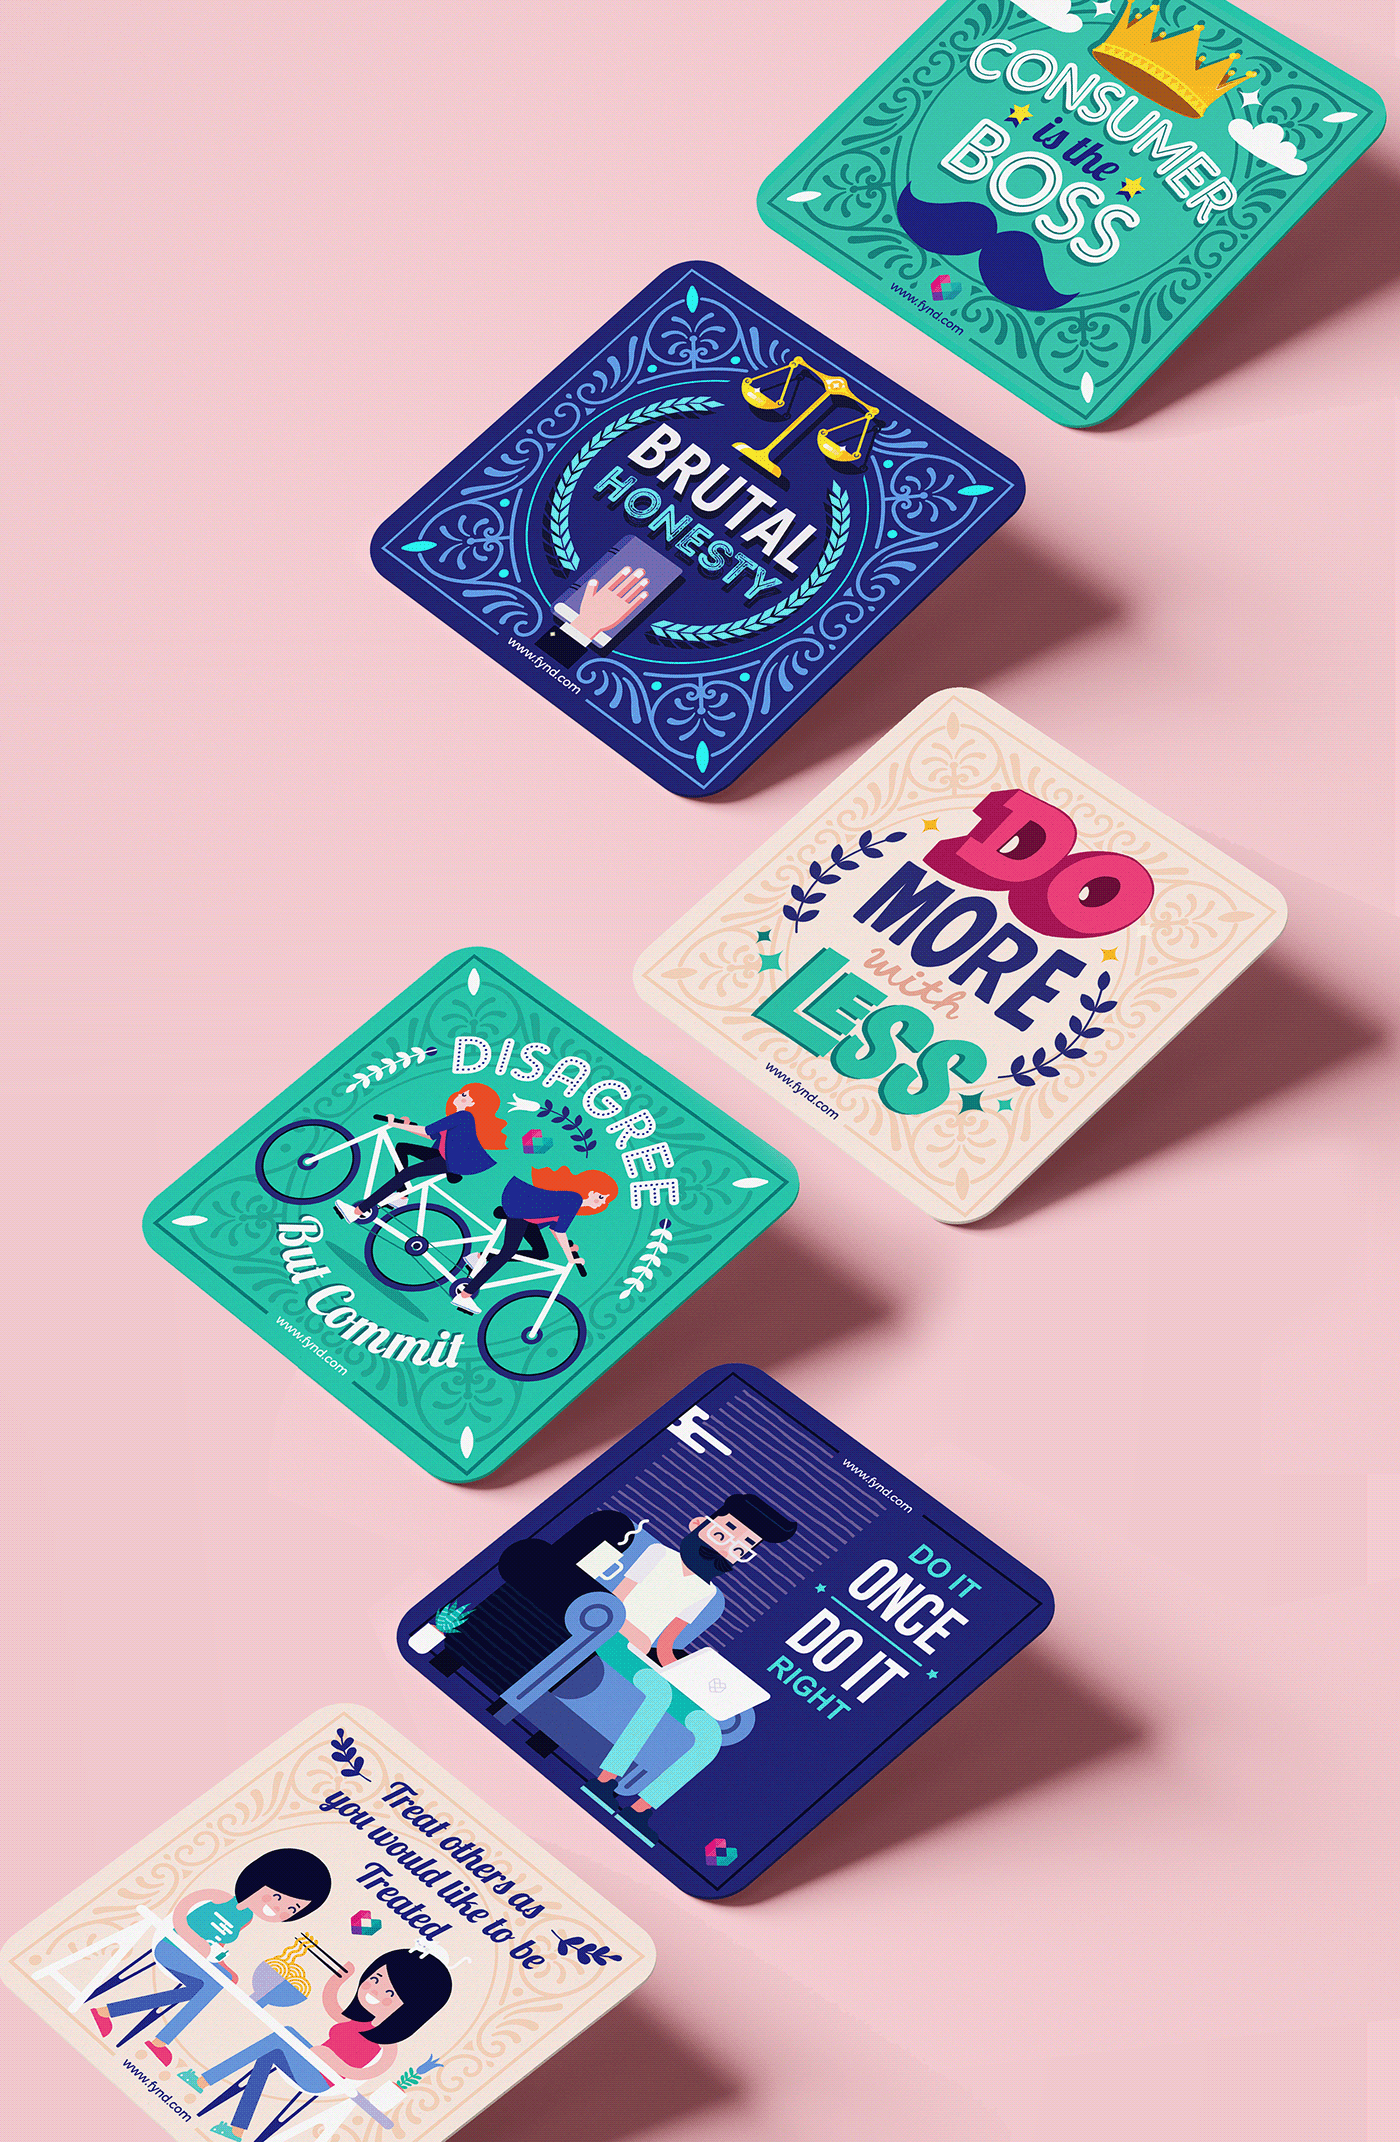 CONSUMER
is the
BOSS
www.fynd.com
BRUTAL
HONESTY
www.fynd.com
DO
MORE
with
LESS
www.fynd.com
DISAGREE
But Commit
www.fynd.com
www.fynd.com
DO IT
ONCE
DO IT
RIGHT
Treat others as
you would like to be
Treated
www.fynd.com